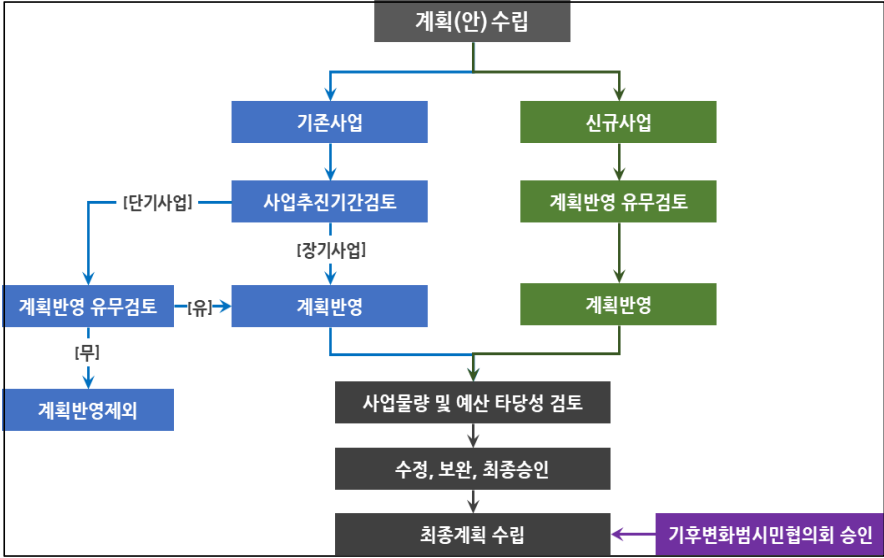 계획(안) 수립
기존사업
신규사업
[단기사업]
사업추진기간검토
계획반영 유무검토
[장기사업]
계획반영 유무검토
[유]
계획반영
계획반영
[무]
계획반영제외
사업물량 및 예산 타당성 검토
수정, 보완, 최종승인
최종계획 수립
기후변화범시민협의회 승인